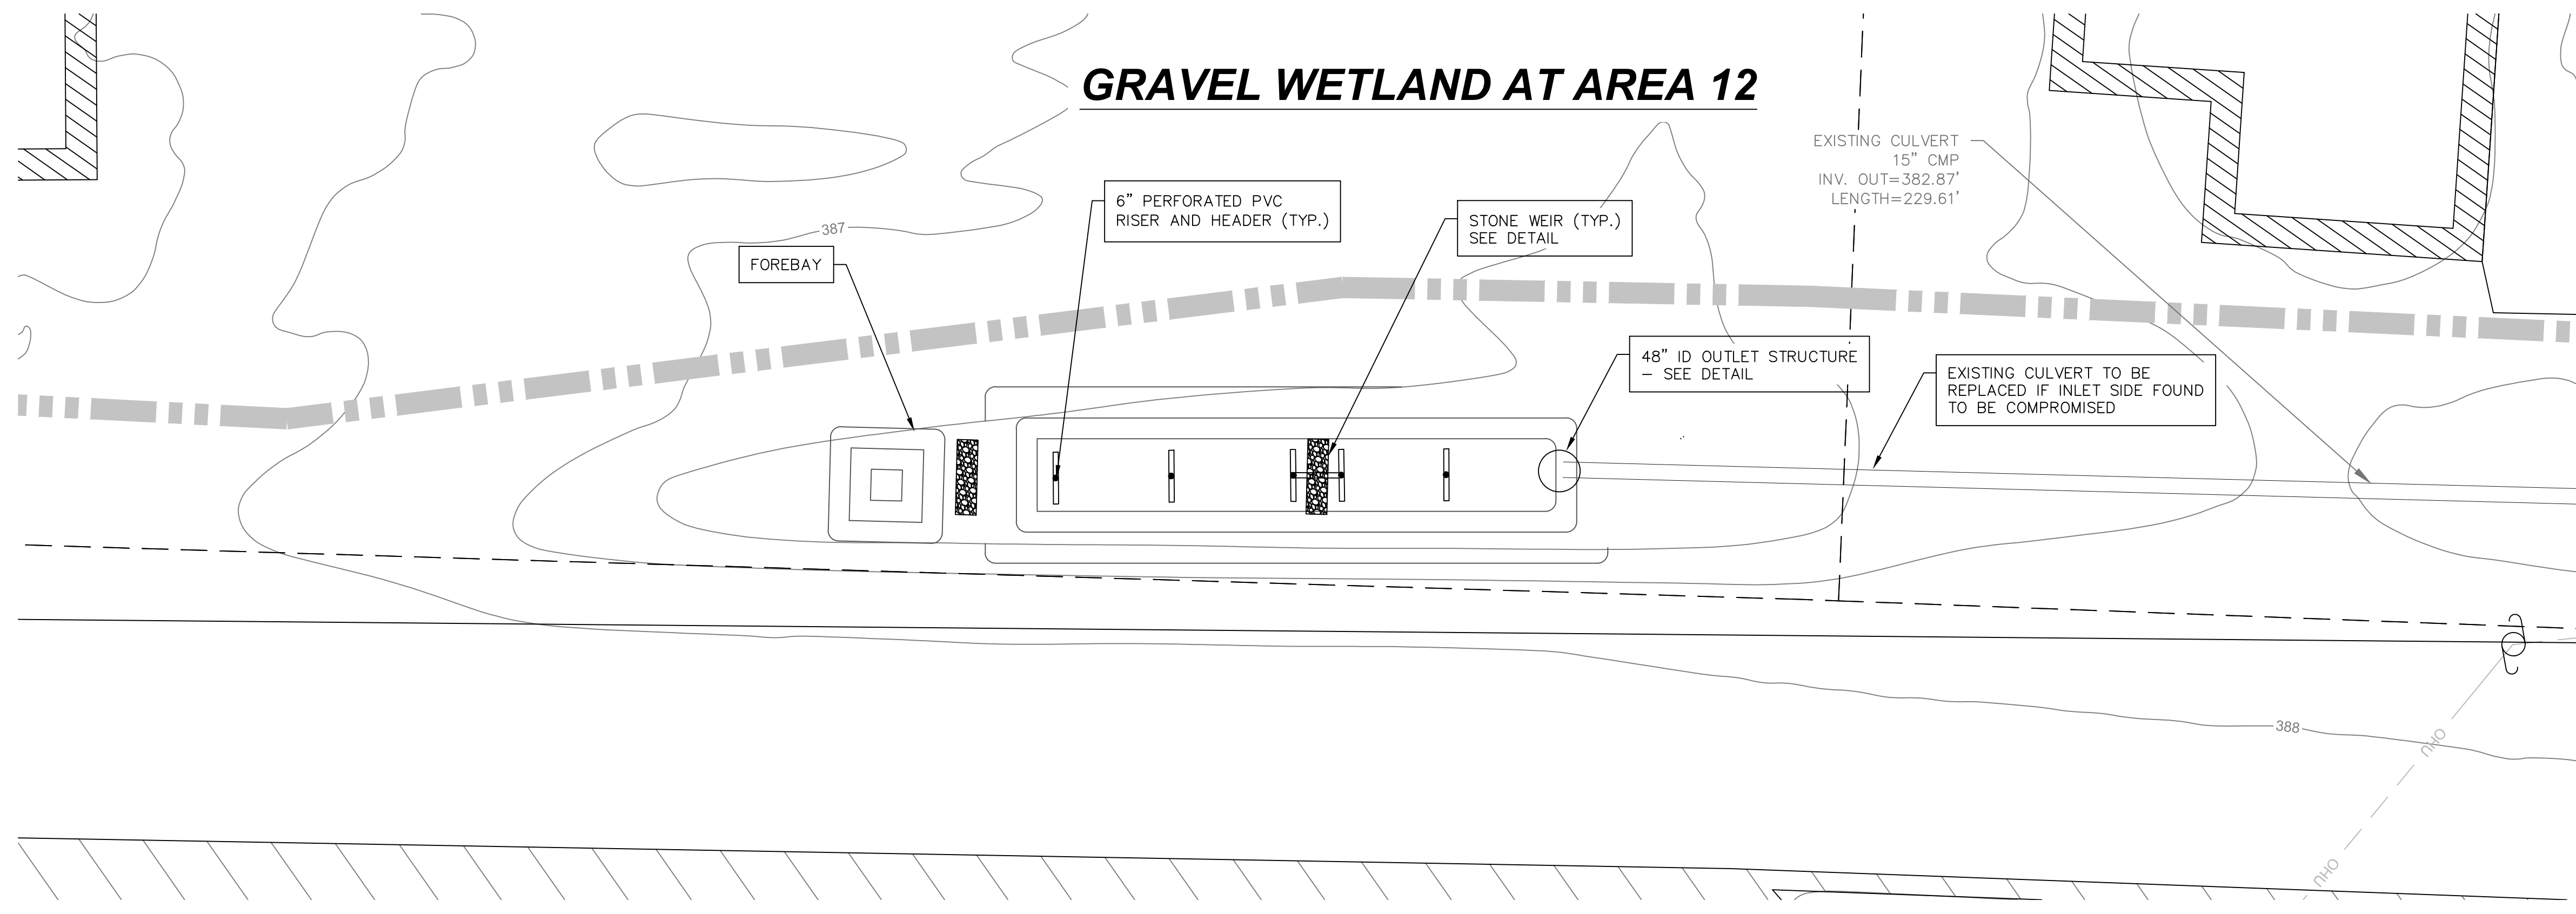 GRAVEL WETLAND AT AREA 12
EXISTING CULVERT
15" CMP
INV. OUT=382.87'
LENGTH=229.61'
6" PERFORATED PVC
RISER AND HEADER (TYP.)
STONE WEIR (TYP.)
SEE DETAIL
387
FOREBAY
48" ID OUTLET STRUCTURE
– SEE DETAIL
EXISTING CULVERT TO BE
REPLACED IF INLET SIDE FOUND
TO BE COMPROMISED
388
OHU
OHU